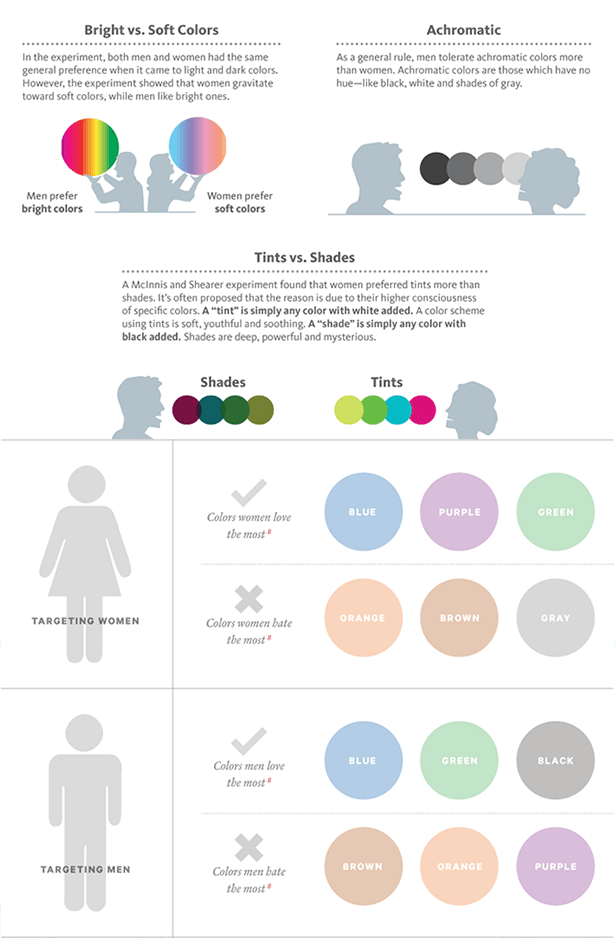 Bright vs. Soft Colors
In the experiment, both men and women had the same
general preference when it came to light and dark colors.
However, the experiment showed that women gravitate
toward soft colors, while men like bright ones.
Men prefer
bright colors
Women prefer
soft colors
Achromatic
As a general rule, men tolerate achromatic colors more
than women. Achromatic colors are those which have no
hue—like black, white and shades of gray.
Tints vs. Shades
A McInnis and Shearer experiment found that women preferred tints more than
shades. It’s often proposed that the reason is due to their higher consciousness
of specific colors. A “tint” is simply any color with white added. A color scheme
using tints is soft, youthful and soothing. A “shade” is simply any color with
black added. Shades are deep, powerful and mysterious.
Shades
Tints
TARGETING WOMEN
Colors women love
the most 8
BLUE
PURPLE
GREEN
Colors women hate
the most 8
ORANGE
BROWN
GRAY
TARGETING MEN
Colors men love
the most 8
BLUE
GREEN
BLACK
Colors men hate
the most 8
BROWN
ORANGE
PURPLE